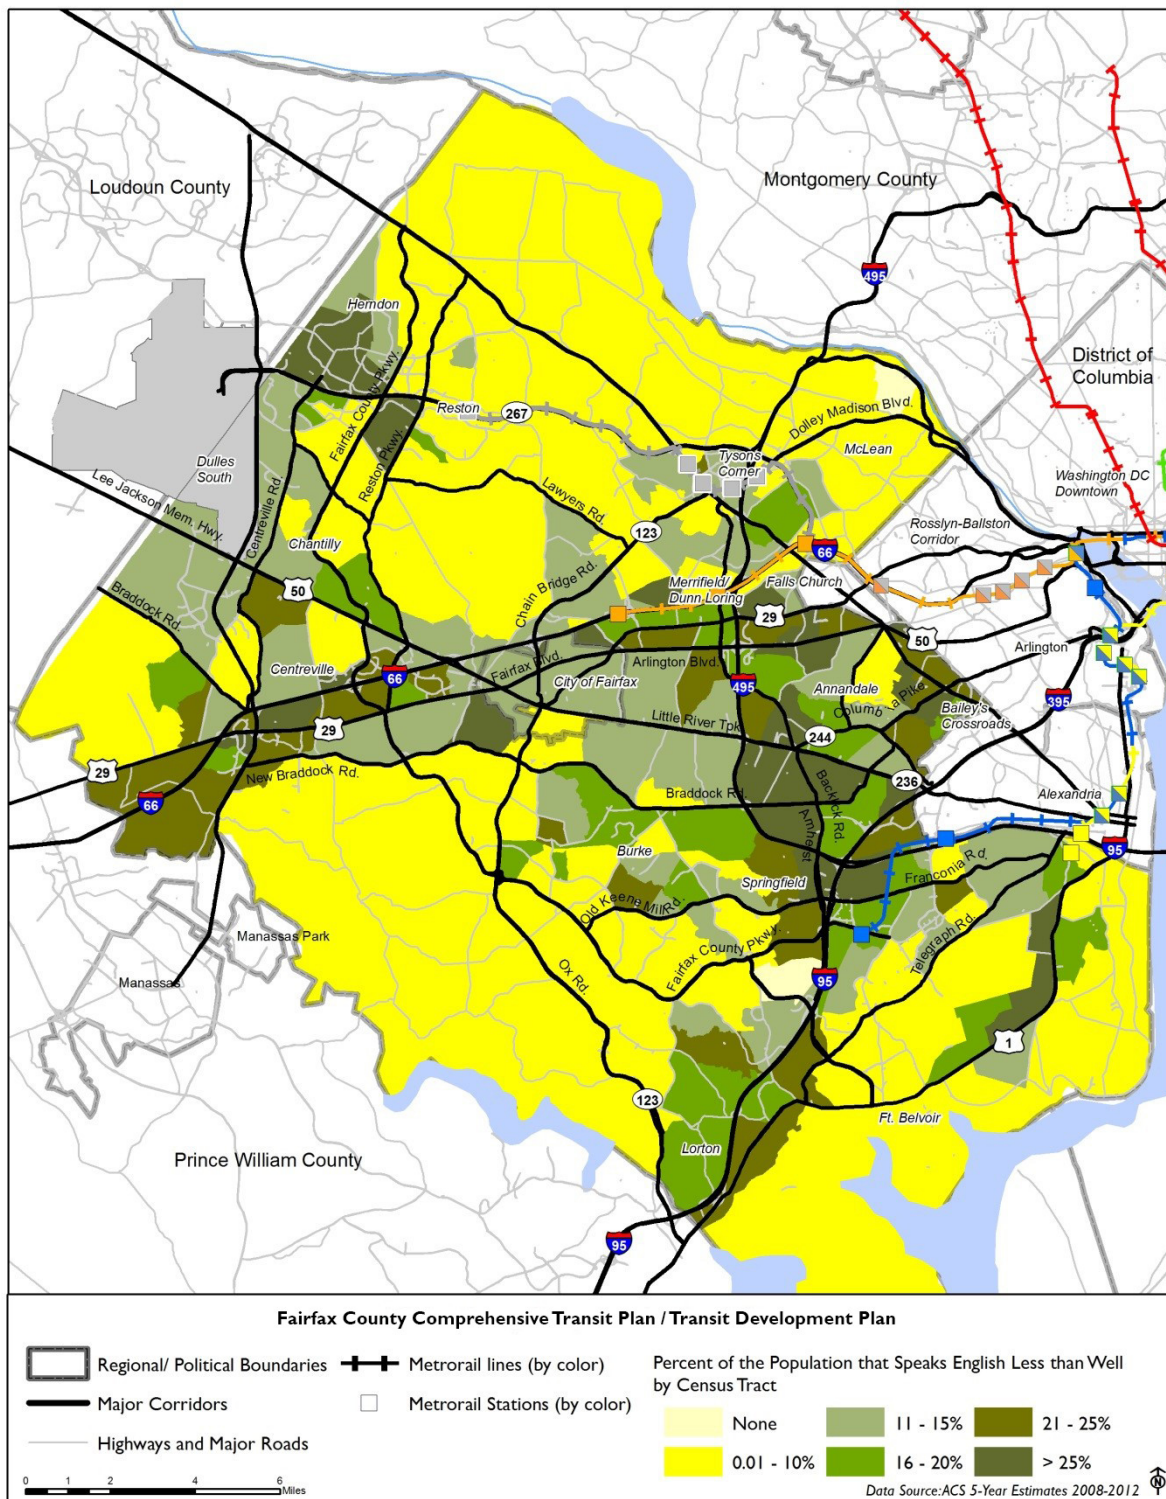 Loudoun County
Montgomery County
495
Herndon
District of
Columbia
Fairfax County Pkwy.
Reston
267
Dolley Madison Blvd.
Reston Pkwy.
McLean
Tysons
Corner
Dulles
South
Washington DC
Downtown
Lee Jackson Mem. Hwy.
Centreville Rd.
Lawyers Rd.
Rosslyn-Ballston
Corridor
123
Chantilly
66
Chain Bridge Rd.
Merrifield/
Dunn Loring
Falls Church
Braddock Rd.
50
29
50
Arlington
Centreville
Fairfax Blvd.
Arlington Blvd.
66
City of Fairfax
495
Annandale
395
Columbia Pike
Bailey's
Crossroads
29
Little River Tpk.
244
29
New Braddock Rd.
236
66
Braddock Rd.
Backlick Rd.
Alexandria
Amherst
95
Burke
Franconia Rd.
Springfield
Old Keene Mill Rd.
Telegraph Rd.
Manassas Park
Fairfax County Pkwy.
Manassas
Ox Rd.
95
1
123
Ft. Belvoir
Lorton
Prince William County
95
Fairfax County Comprehensive Transit Plan / Transit Development Plan
Regional/ Political Boundaries
Metrorail lines (by color)
Percent of the Population that Speaks English Less than Well
by Census Tract
Major Corridors
Metrorail Stations (by color)
None
11 - 15%
21 - 25%
Highways and Major Roads
0.01 - 10%
16 - 20%
> 25%
0 1 2 4 6
Miles
Data Source:ACS 5-Year Estimates 2008-2012
N